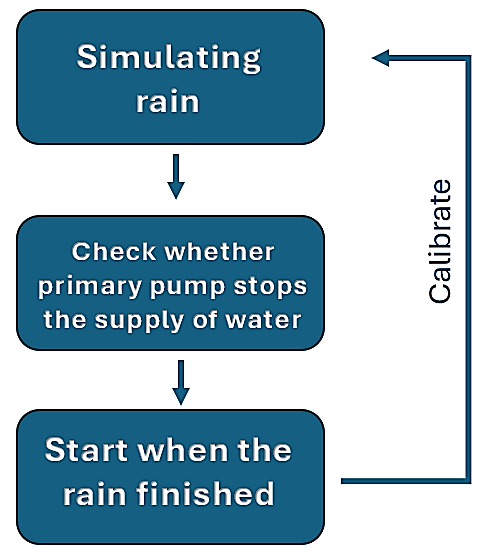 Simulating
rain
Check whether
primary pump stops
the supply of water
Calibrate
Start when the
rain finished